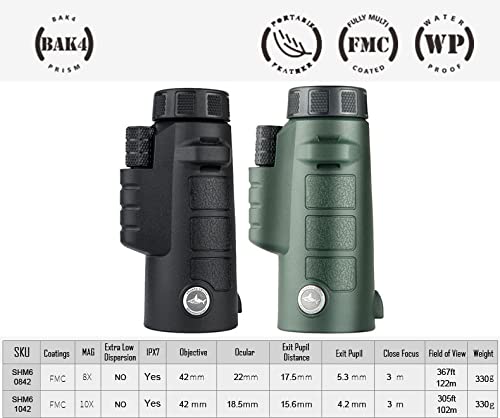 BAK4
BAK4
PRISM
PORTABLE
FEATHER
FULLY MULTI
FMC
COATED
WATER
WP
PROOF
SKU Coatings MAG Extra Low Dispersion IPX7 Objective Ocular Exit Pupil Distance Exit Pupil Close Focus Field of View Weight
SHM6 0842 FMC 8X NO Yes 42mm 22mm 17.5mm 5.3 mm 3 m 367ft 122m 330g
SHM6 1042 FMC 10X NO Yes 42 mm 18.5mm 15.6mm 4.2 mm 3 m 305ft 102m 330g